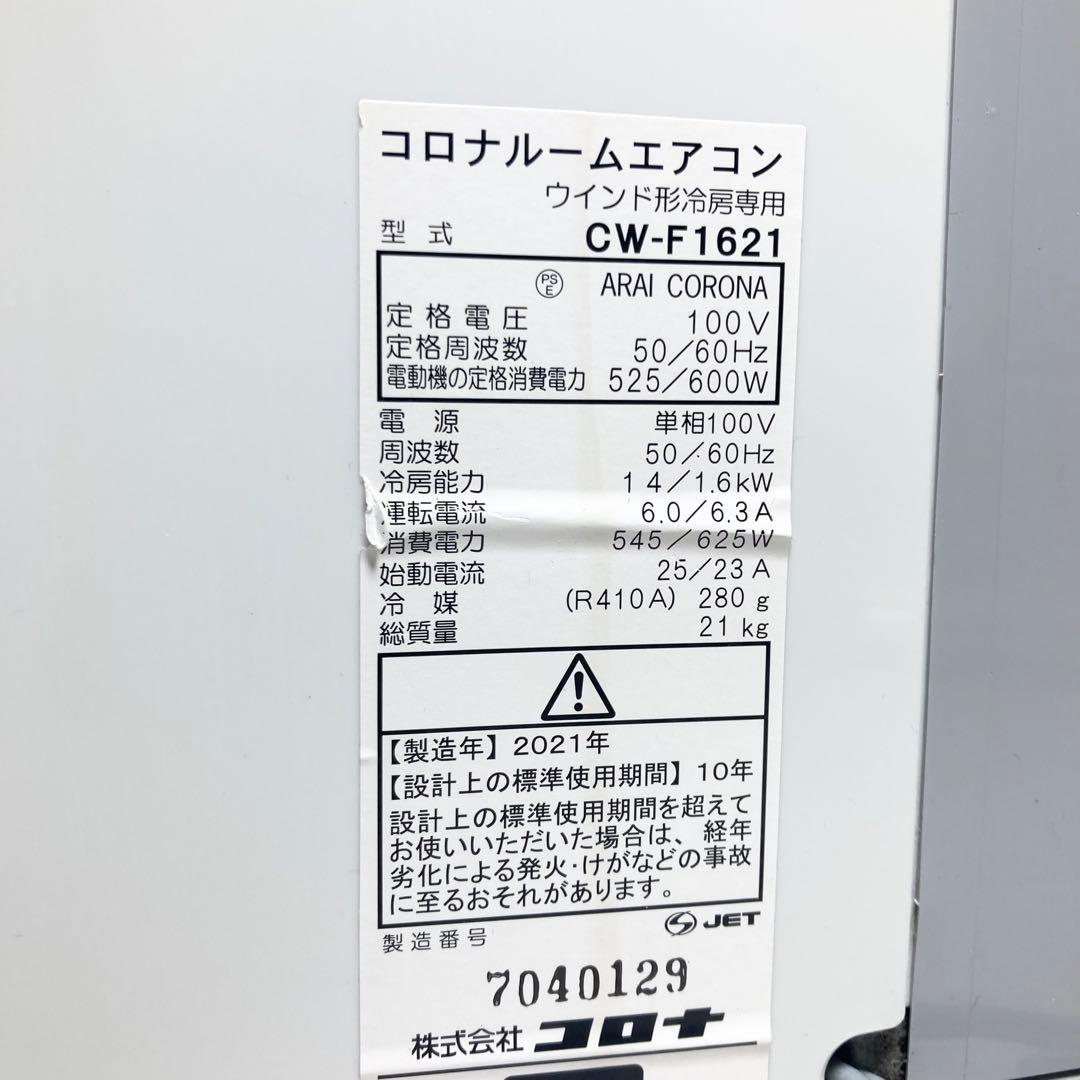 コロナルームエアコン
ウインド形冷房専用
型 式 CW-F1621
PS E ARAI CORONA
定格電圧 100V
定格周波数 50/60Hz
電動機の定格消費電力 525/600W
電 源 単相100V
周波数 50/60Hz
冷房能力 1 4/1.6kW
運転電流 6.0/6.3A
消費電力 545/625W
始動電流 25/23A
冷 媒 (R410A) 280g
総質量 21kg
【製造年】2021年
【設計上の標準使用期間】10年
設計上の標準使用期間を超えて
お使いいただいた場合は、経年
劣化による発火・けがなどの事故
に至るおそれがあります。
JET
製造番号
7040129
株式会社 コロナ